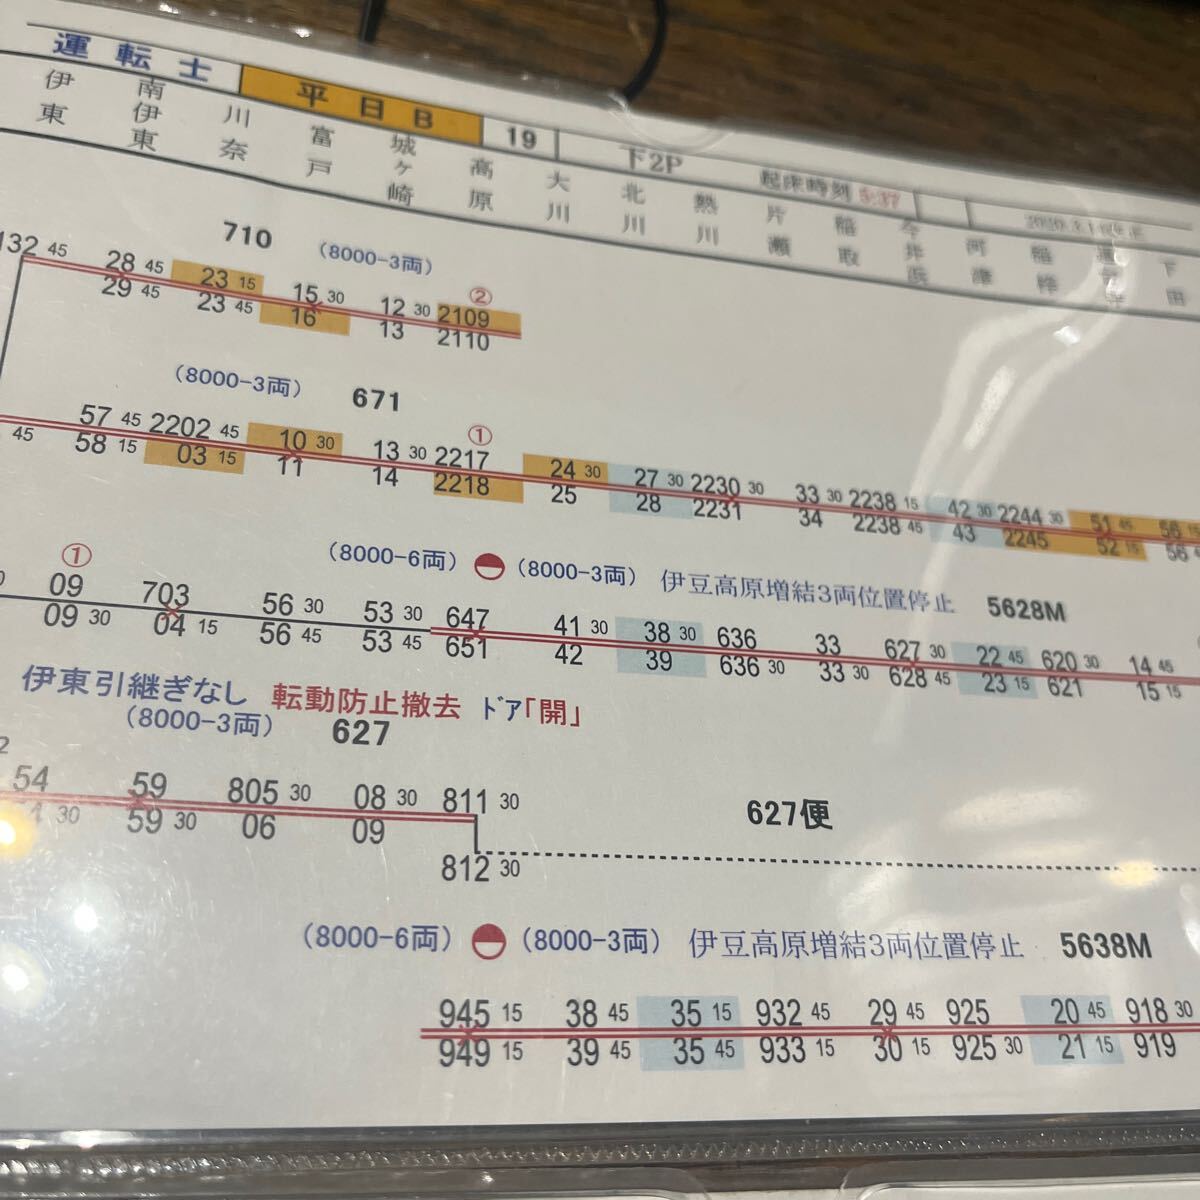 運転士 平日B 19 下2P 起床時刻 5:37
伊東 南伊東 川奈 富戸 城ヶ崎 高原 大川 北川 熱川 片瀬 稲取 今井浜 河津 稲梓 蓮台寺 下田
710 (8000-3両)
②
132 45 28 45 23 15 15 30 12 30 2109
29 45 23 45 16 13 2110
(8000-3両) 671
①
57 45 2202 45 10 30 13 30 2217 24 30 27 30 2230 30 33 30 2238 15 42 30 2244 30 51 45 56 15
45 58 15 03 15 11 14 2218 25 28 2231 34 2238 45 43 2245 52 15 56
(8000-6両) (8000-3両) 伊豆高原増結3両位置停止 5628M
①
09 703 56 30 53 30 647 41 30 38 30 636 33 627 30 22 45 620 30 14 45
09 30 04 15 56 45 53 45 651 42 39 636 30 33 30 628 45 23 15 621 15 15
伊東引継ぎなし 転動防止撤去 ドア「開」
(8000-3両) 627
54 59 805 30 08 30 811 30
30 59 30 06 09
627便
812 30
(8000-6両) (8000-3両) 伊豆高原増結3両位置停止 5638M
945 15 38 45 35 15 932 45 29 45 925 20 45 918 30
949 15 39 45 35 45 933 15 30 15 925 30 21 15 919